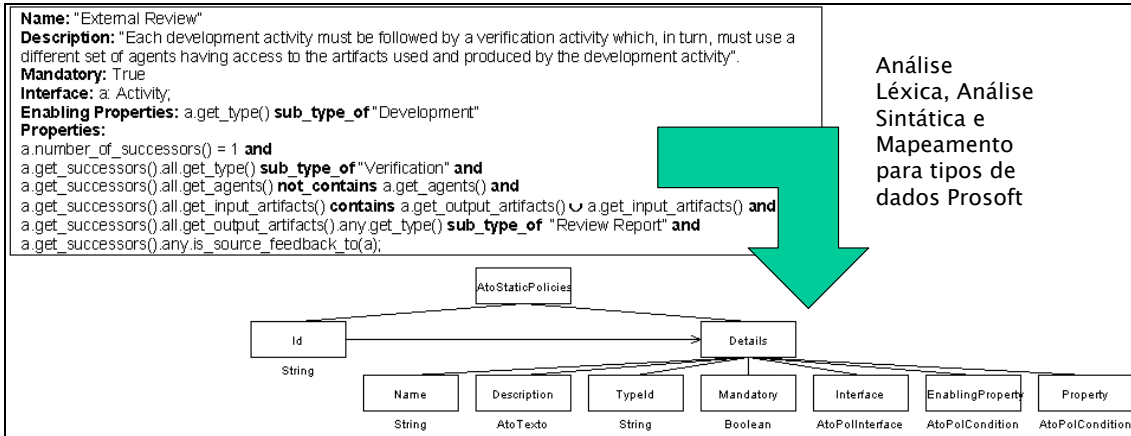 Name: "External Review"
Description: "Each development activity must be followed by a verification activity which, in turn, must use a
different set of agents having access to the artifacts used and produced by the development activity".
Mandatory: True
Interface: a: Activity;
Enabling Properties: a.get_type() sub_type_of "Development"
Properties:
a.number_of_successors() = 1 and
a.get_successors().all.get_type() sub_type_of "Verification" and
a.get_successors().all.get_agents() not_contains a.get_agents() and
a.get_successors().all.get_input_artifacts() contains a.get_output_artifacts() ∪ a.get_input_artifacts() and
a.get_successors().all.get_output_artifacts().any.get_type() sub_type_of "Review Report" and
a.get_successors().any.is_source_feedback_to(a);
Análise
Léxica, Análise
Sintática e
Mapeamento
para tipos de
dados Prosoft
AtoStaticPolicies
Id
Details
String
Name
Description
TypeId
Mandatory
Interface
EnablingProperty
Property
String
AtoTexto
String
Boolean
AtoPolInterface
AtoPolCondition
AtoPolCondition